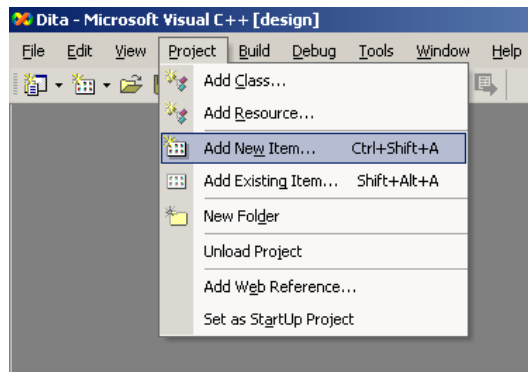 Dita - Microsoft Visual C++ [design]
File Edit View Project Build Debug Tools Window Help
Add Class...
Add Resource...
Add New Item... Ctrl+Shift+A
Add Existing Item... Shift+Alt+A
New Folder
Unload Project
Add Web Reference...
Set as StartUp Project